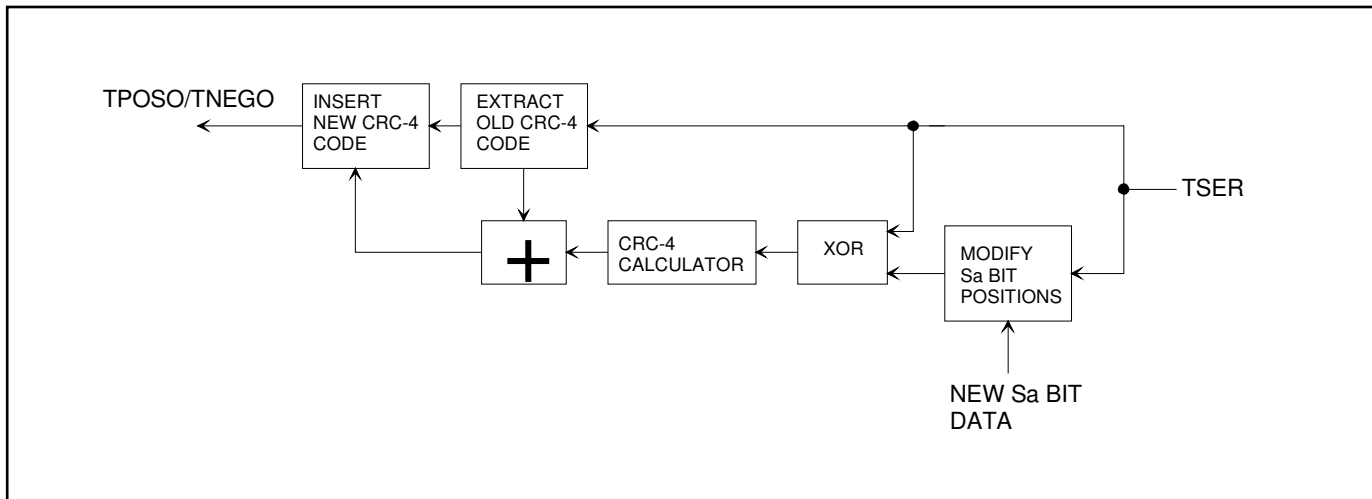 TPOSO/TNEGO
INSERT
NEW CRC-4
CODE
EXTRACT
OLD CRC-4
CODE
TSER
+
CRC-4
CALCULATOR
XOR
MODIFY
Sa BIT
POSITIONS
NEW Sa BIT
DATA